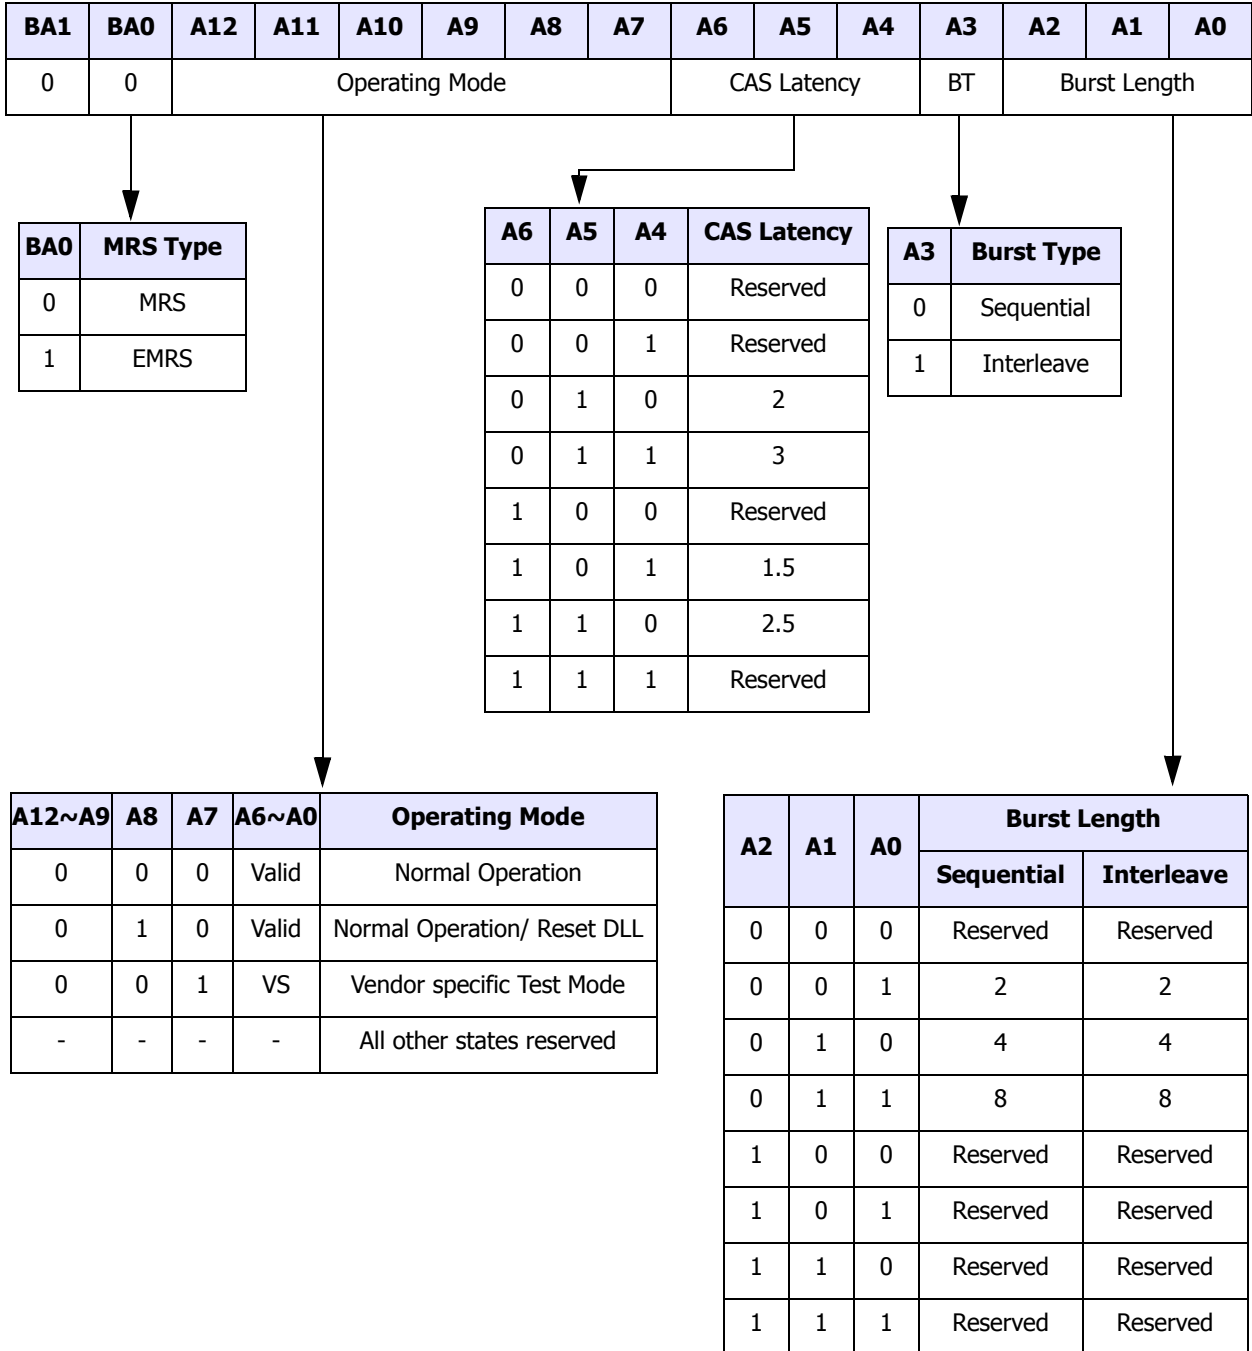 BA1 BA0 A12 A11 A10 A9 A8 A7 A6 A5 A4 A3 A2 A1 A0
0 0 Operating Mode CAS Latency BT Burst Length
BA0 MRS Type
0 MRS
1 EMRS
A6 A5 A4 CAS Latency
0 0 0 Reserved
0 0 1 Reserved
0 1 0 2
0 1 1 3
1 0 0 Reserved
1 0 1 1.5
1 1 0 2.5
1 1 1 Reserved
A3 Burst Type
0 Sequential
1 Interleave
A12~A9 A8 A7 A6~A0 Operating Mode
0 0 0 Valid Normal Operation
0 1 0 Valid Normal Operation/ Reset DLL
0 0 1 VS Vendor specific Test Mode
- - - - All other states reserved
A2 A1 A0 Burst Length
Sequential Interleave
0 0 0 Reserved Reserved
0 0 1 2 2
0 1 0 4 4
0 1 1 8 8
1 0 0 Reserved Reserved
1 0 1 Reserved Reserved
1 1 0 Reserved Reserved
1 1 1 Reserved Reserved